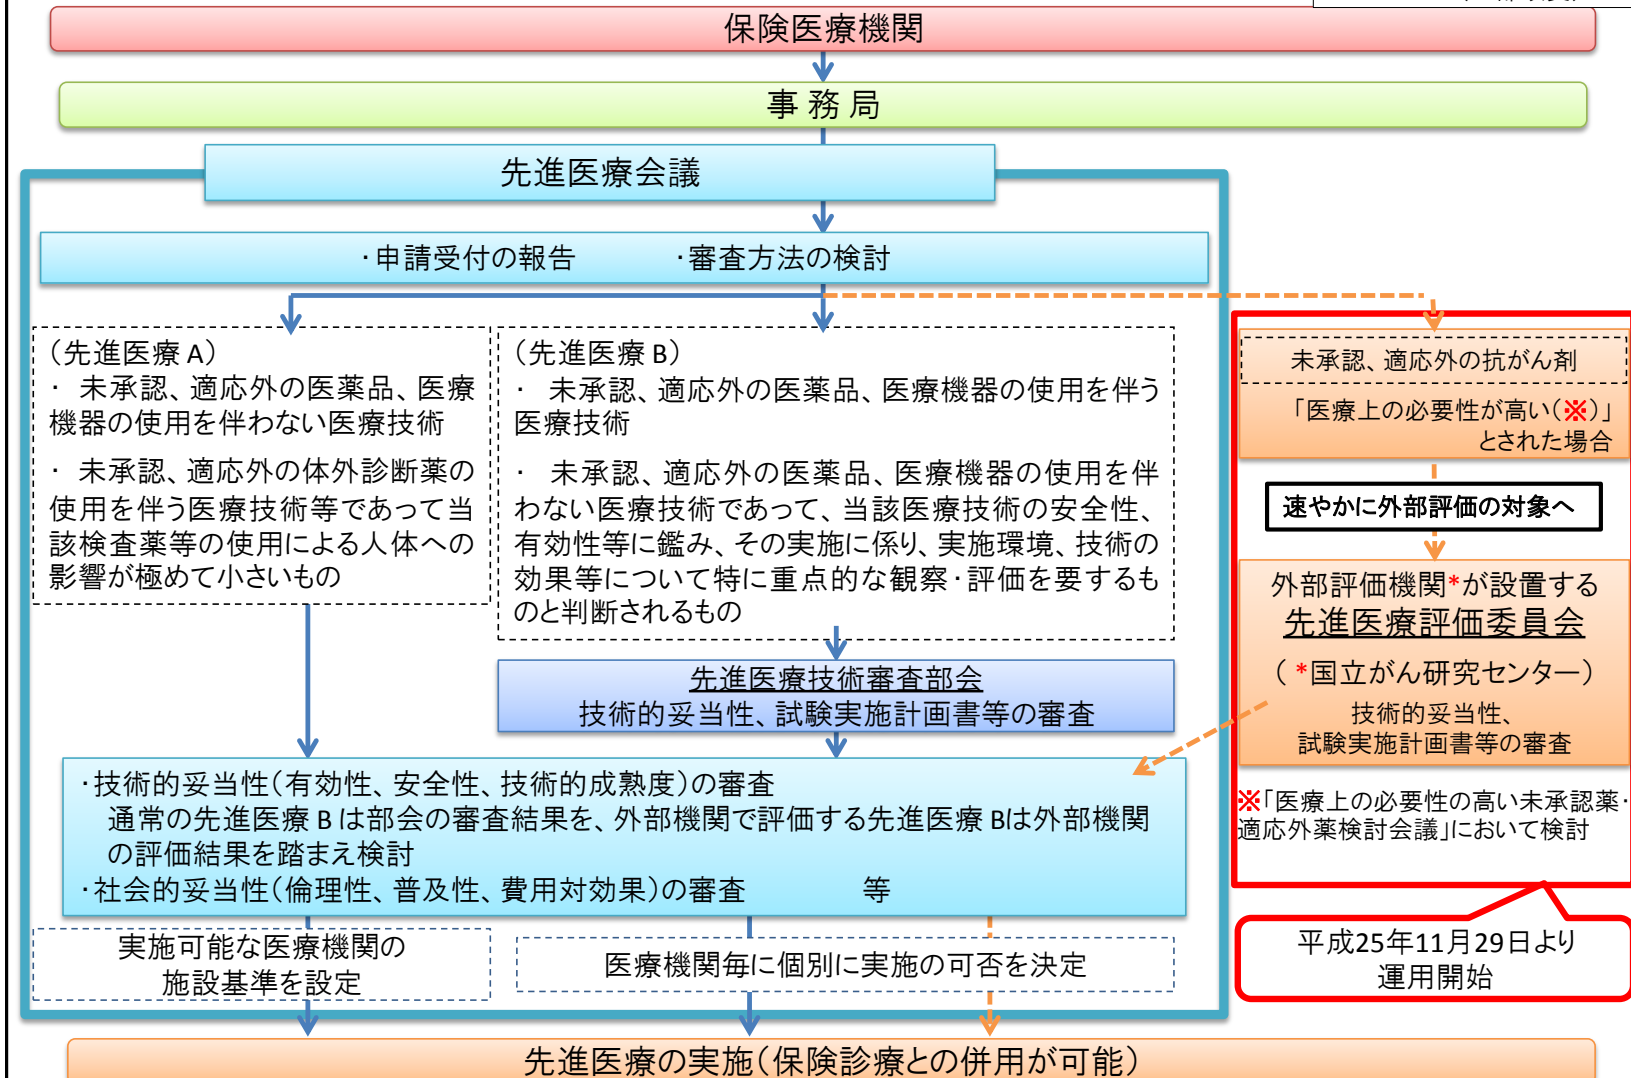 保険医療機関
事 務 局
先進医療会議
・申請受付の報告　　　・審査方法の検討
（先進医療 A）
・ 未承認、適応外の医薬品、医療
機器の使用を伴わない医療技術
・ 未承認、適応外の体外診断薬の
使用を伴う医療技術等であって当
該検査薬等の使用による人体への
影響が極めて小さいもの
（先進医療 B）
・ 未承認、適応外の医薬品、医療機器の使用を伴う
医療技術
・ 未承認、適応外の医薬品、医療機器の使用を伴
わない医療技術であって、当該医療技術の安全性、
有効性等に鑑み、その実施に係り、実施環境、技術の
効果等について特に重点的な観察・評価を要するも
のと判断されるもの
未承認、適応外の抗がん剤
「医療上の必要性が高い（※）」
とされた場合
速やかに外部評価の対象へ
外部評価機関*が設置する
先進医療評価委員会
（ *国立がん研究センター）
技術的妥当性、
試験実施計画書等の審査
※「医療上の必要性の高い未承認薬・
適応外薬検討会議」において検討
平成25年11月29日より
運用開始
先進医療技術審査部会
技術的妥当性、試験実施計画書等の審査
・技術的妥当性（有効性、安全性、技術的成熟度）の審査
通常の先進医療 B は部会の審査結果を、外部機関で評価する先進医療 Bは外部機関
の評価結果を踏まえ検討
・社会的妥当性（倫理性、普及性、費用対効果）の審査　　　　等
実施可能な医療機関の
施設基準を設定
医療機関毎に個別に実施の可否を決定
先進医療の実施（保険診療との併用が可能）